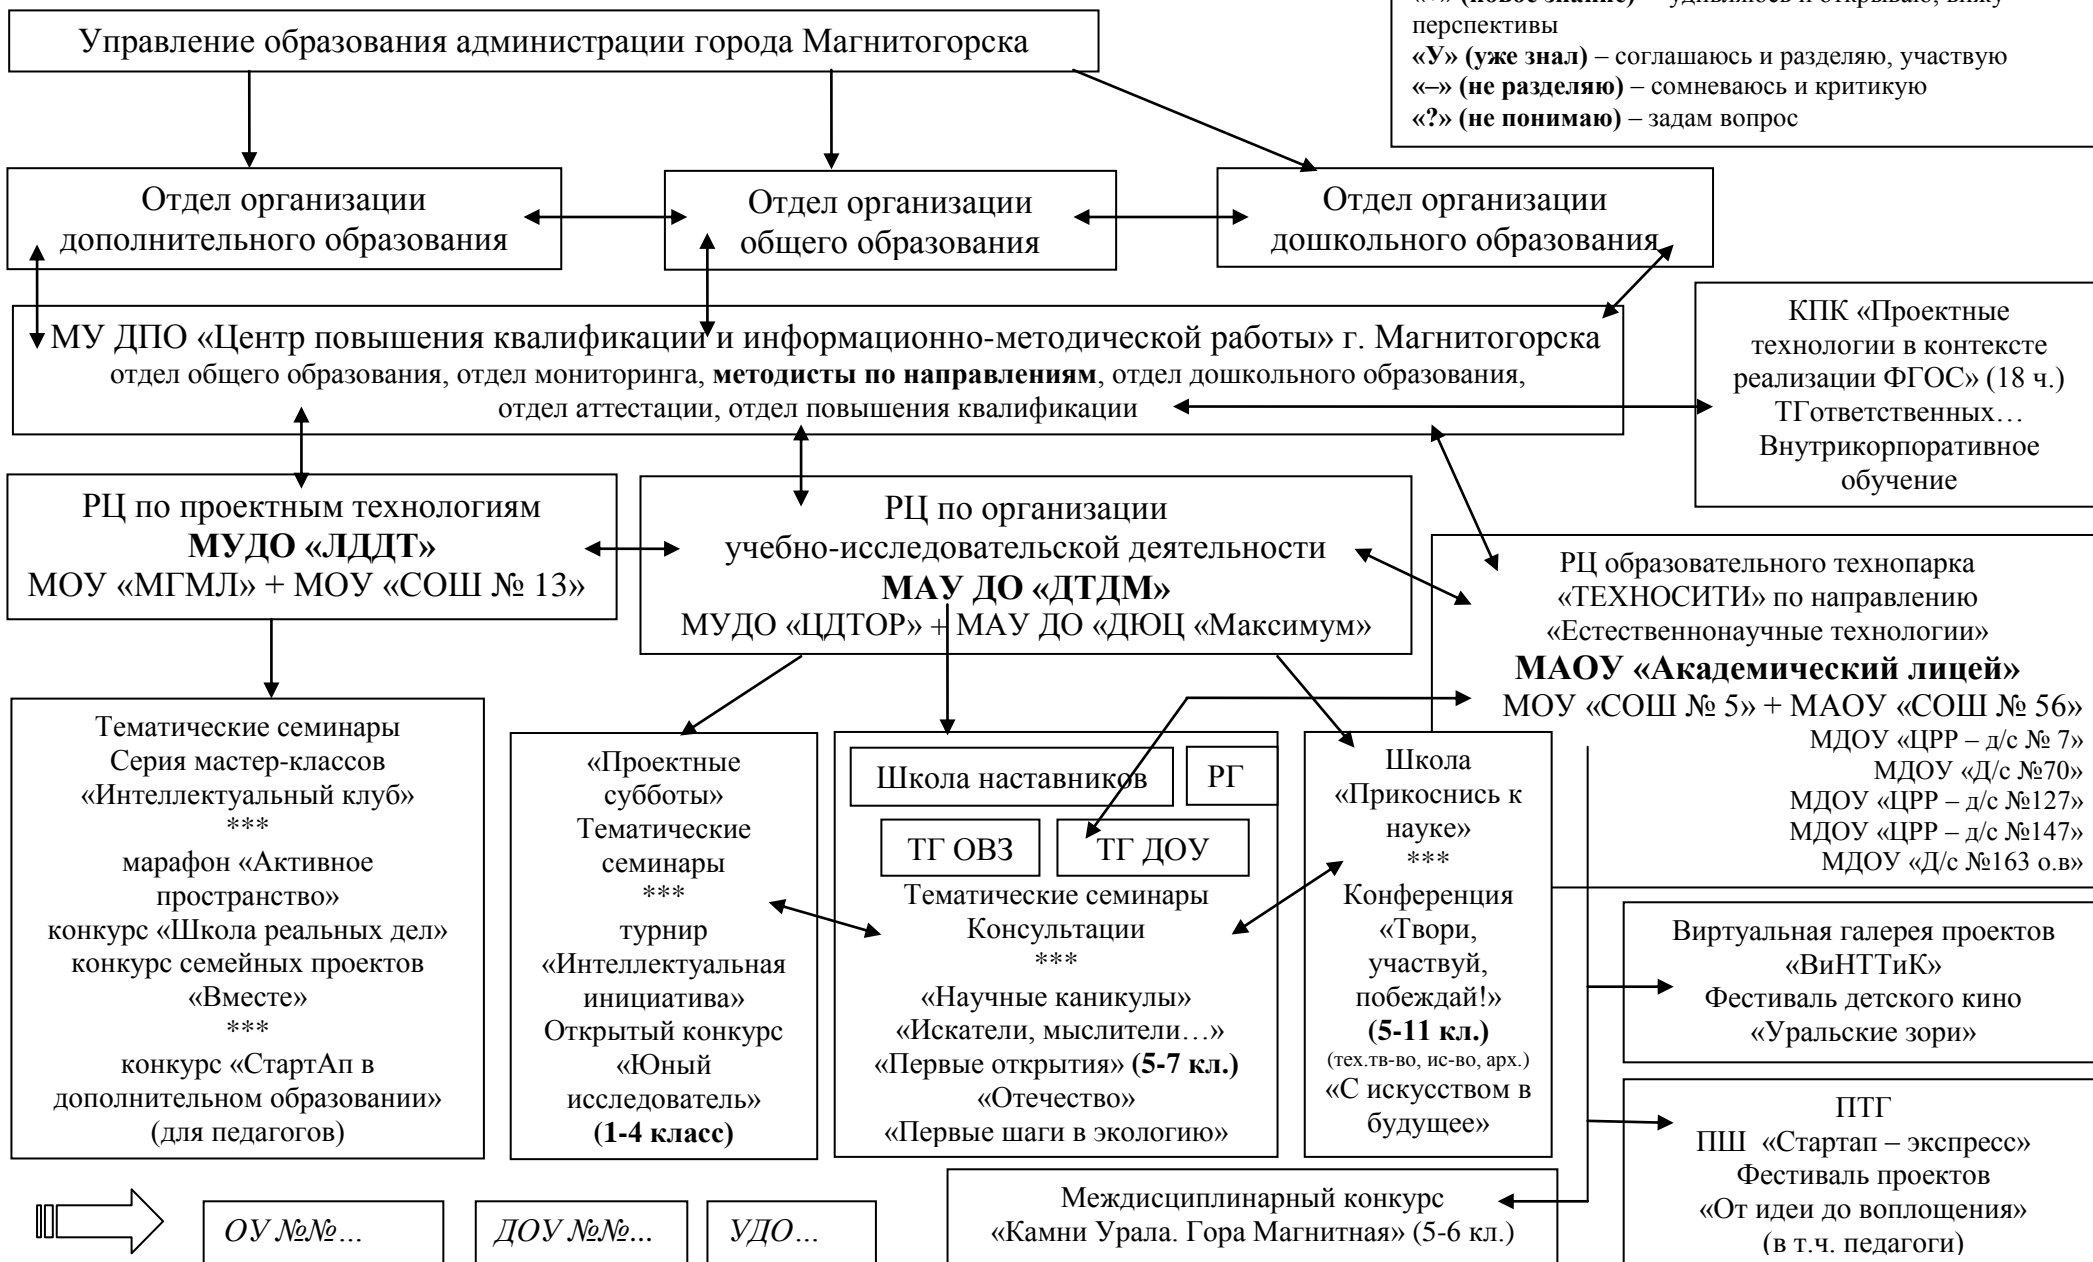 «+» (новое знание) – удивляюсь и открываю, вижу
перспективы
«У» (уже знал) – соглашаюсь и разделяю, участвую
«–» (не разделяю) – сомневаюсь и критикую
«?» (не понимаю) – задам вопрос
Управление образования администрации города Магнитогорска
Отдел организации
дополнительного образования
Отдел организации
общего образования
Отдел организации
дошкольного образования
МУ ДПО «Центр повышения квалификации и информационно-методической работы» г. Магнитогорска
отдел общего образования, отдел мониторинга, методисты по направлениям, отдел дошкольного образования,
отдел аттестации, отдел повышения квалификации
КПК «Проектные
технологии в контексте
реализации ФГОС» (18 ч.)
ТГответственных…
Внутрикорпоративное
обучение
РЦ по проектным технологиям
МУДО «ЛДДТ»
МОУ «МГМЛ» + МОУ «СОШ № 13»
РЦ по организации
учебно-исследовательской деятельности
МАУ ДО «ДТДМ»
МУДО «ЦДТОР» + МАУ ДО «ДЮЦ «Максимум»
РЦ образовательного технопарка
«ТЕХНОСИТИ» по направлению
«Естественнонаучные технологии»
МАОУ «Академический лицей»
МОУ «СОШ № 5» + МАОУ «СОШ № 56»
МДОУ «ЦРР – д/с № 7»
МДОУ «Д/с №70»
МДОУ «ЦРР – д/с №127»
МДОУ «ЦРР – д/с №147»
МДОУ «Д/с №163 о.в»
Тематические семинары
Серия мастер-классов
«Интеллектуальный клуб»
***
марафон «Активное
пространство»
конкурс «Школа реальных дел»
конкурс семейных проектов
«Вместе»
***
конкурс «СтартАп в
дополнительном образовании»
(для педагогов)
«Проектные
субботы»
Тематические
семинары
***
турнир
«Интеллектуальная
инициатива»
Открытый конкурс
«Юный
исследователь»
(1-4 класс)
Школа наставников
РГ
ТГ ОВЗ
ТГ ДОУ
Тематические семинары
Консультации
***
«Научные каникулы»
«Искатели, мыслители…»
«Первые открытия» (5-7 кл.)
«Отечество»
«Первые шаги в экологию»
Школа
«Прикоснись к
науке»
***
Конференция
«Твори,
участвуй,
побеждай!»
(5-11 кл.)
(тех.тв-во, ис-во, арх.)
«С искусством в
будущее»
Виртуальная галерея проектов
«ВиНТТиК»
Фестиваль детского кино
«Уральские зори»
ПТГ
ПШ «Стартап – экспресс»
Фестиваль проектов
«От идеи до воплощения»
(в т.ч. педагоги)
Междисциплинарный конкурс
«Камни Урала. Гора Магнитная» (5-6 кл.)
ОУ №№…
ДОУ №№…
УДО…